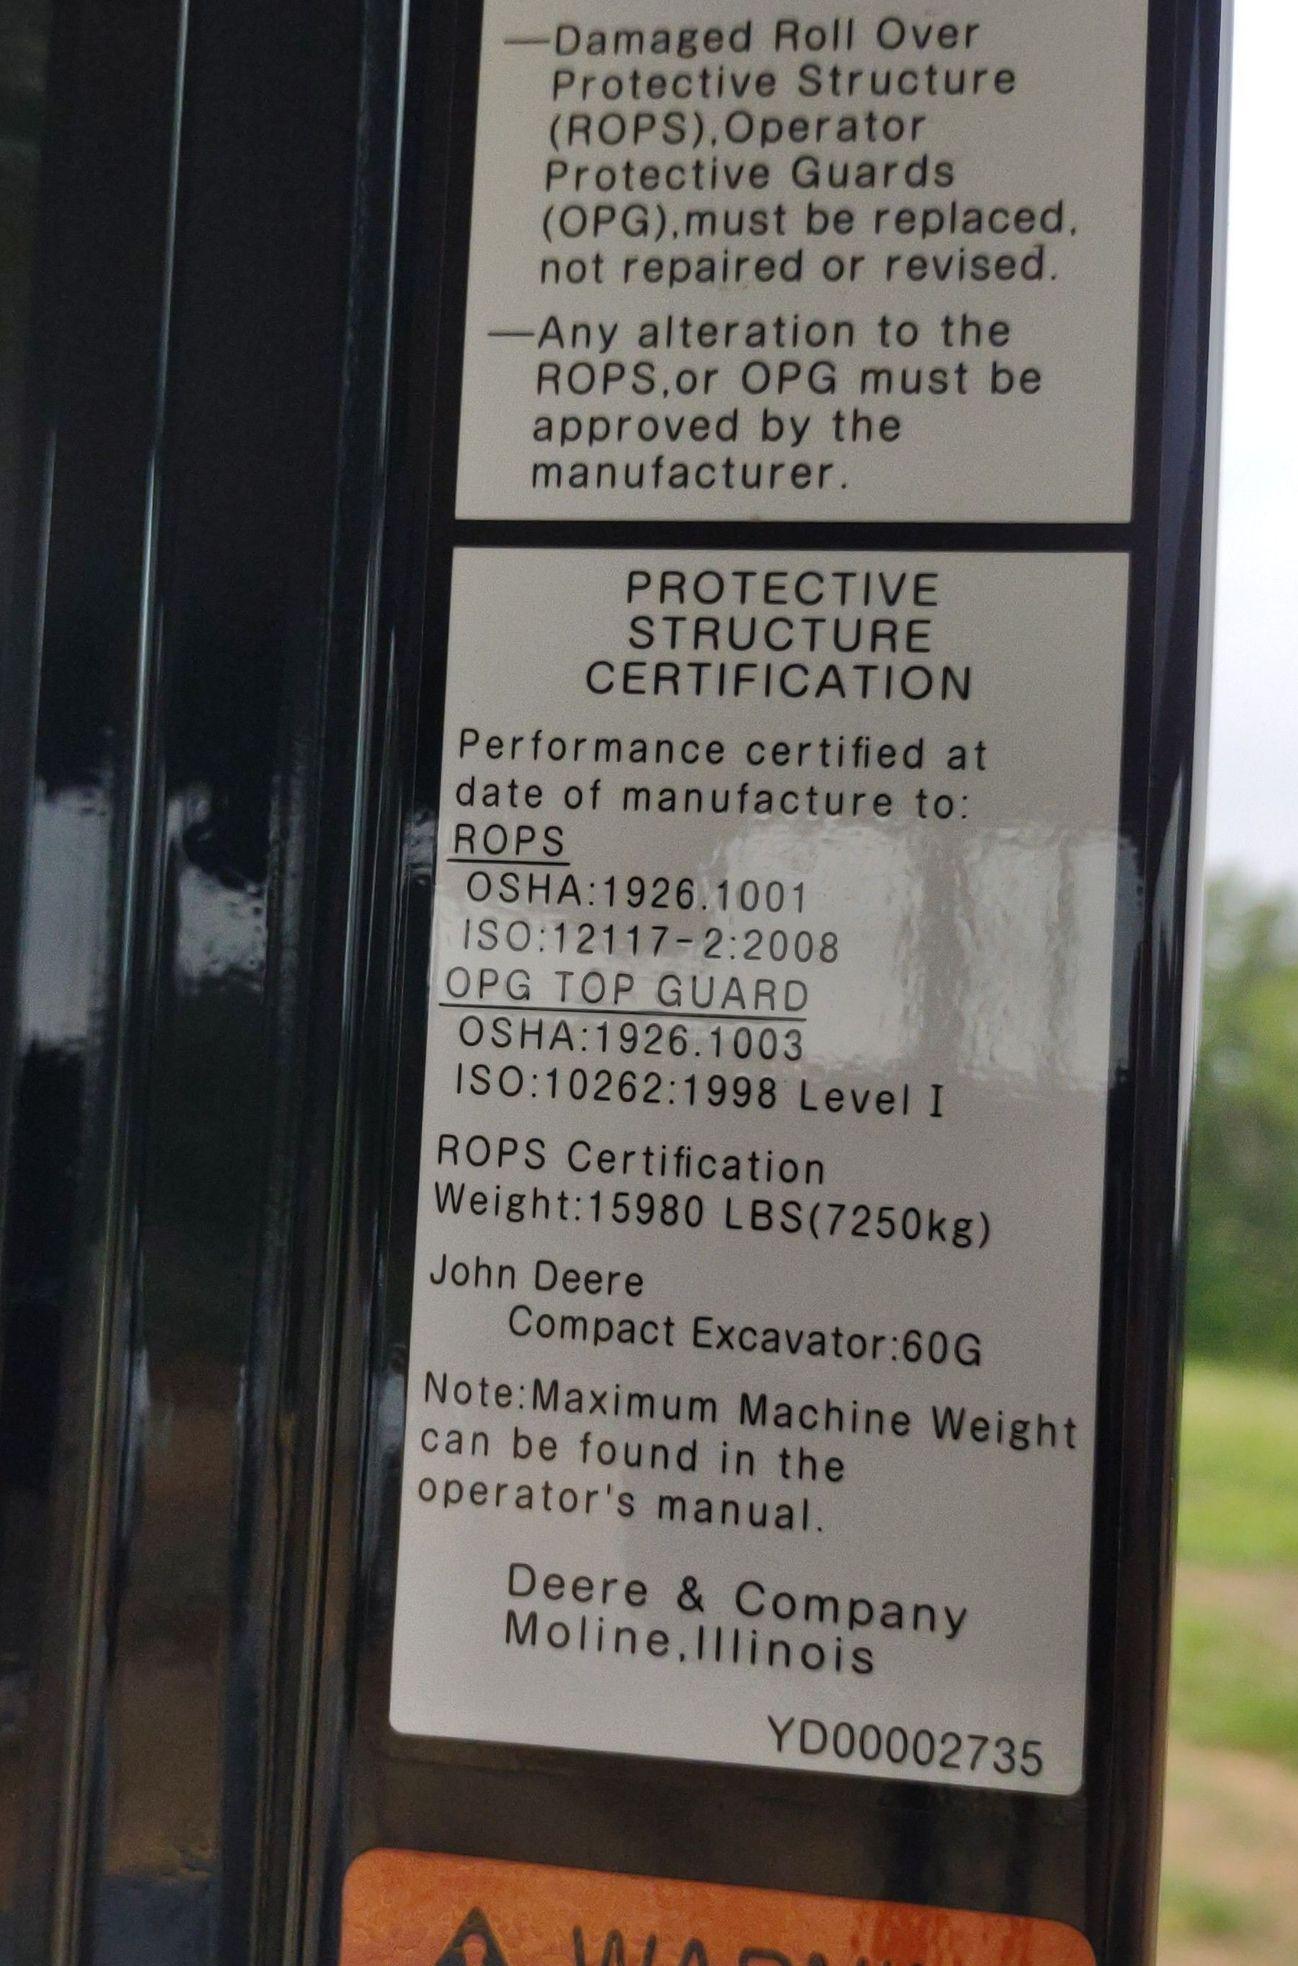 —Damaged Roll Over
Protective Structure
(ROPS),Operator
Protective Guards
(OPG),must be replaced,
not repaired or revised.
—Any alteration to the
ROPS,or OPG must be
approved by the
manufacturer.
PROTECTIVE
STRUCTURE
CERTIFICATION
Performance certified at
date of manufacture to:
ROPS
OSHA:1926.1001
ISO:12117-2:2008
OPG TOP GUARD
OSHA:1926.1003
ISO:10262:1998 Level I
ROPS Certification
Weight:15980 LBS(7250kg)
John Deere
Compact Excavator:60G
Note:Maximum Machine Weight
can be found in the
operator's manual.
Deere & Company
Moline,Illinois
YD00002735